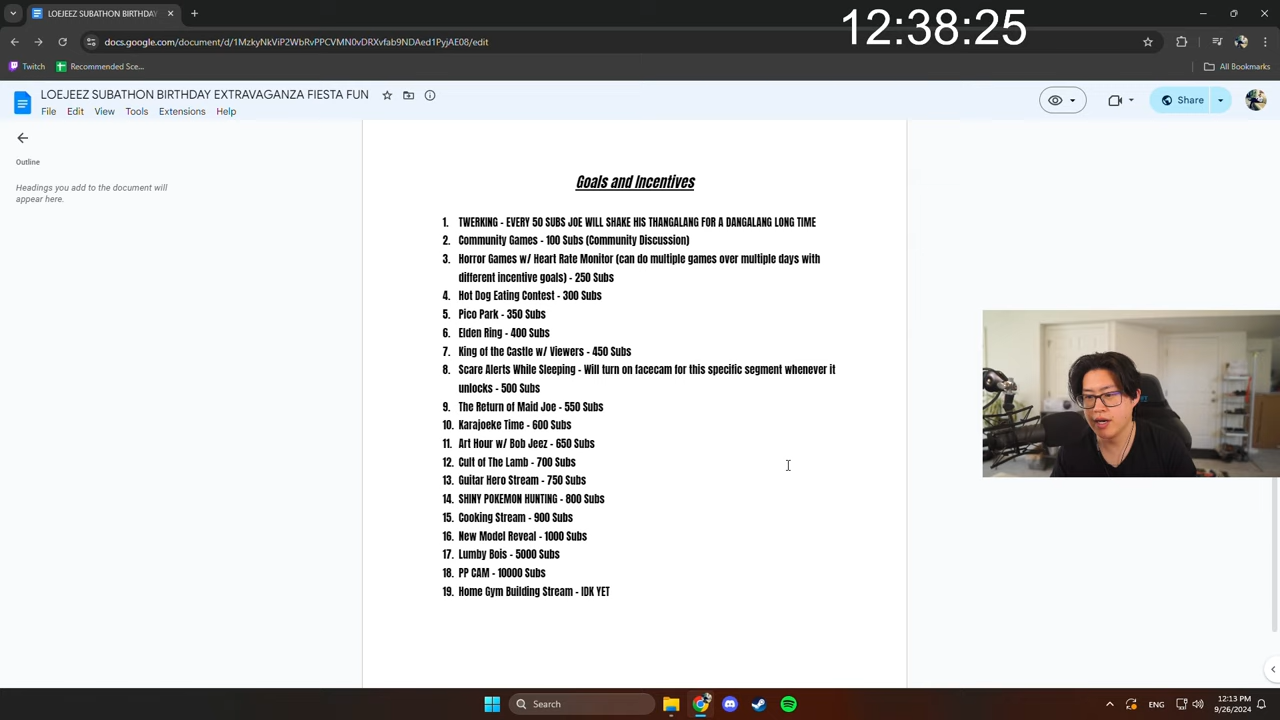 LOEJEEZ SUBATHON BIRTHDAY
12:38:25
docs.google.com/document/d/1MzkyNkViP2WbRvPPCVMN0vDRXvfab9NDAed1PyjAE08/edit
Twitch
Recommended Sce...
All Bookmarks
LOEJEEZ SUBATHON BIRTHDAY EXTRAVAGANZA FIESTA FUN
File Edit View Tools Extensions Help
Share
Outline
Headings you add to the document will
appear here.
Goals and Incentives
1. TWERKING - EVERY 50 SUBS JOE WILL SHAKE HIS THANGALANG FOR A DANGALANG LONG TIME
2. Community Games - 100 Subs (Community Discussion)
3. Horror Games w/ Heart Rate Monitor (can do multiple games over multiple days with
different incentive goals) - 250 Subs
4. Hot Dog Eating Contest - 300 Subs
5. Pico Park - 350 Subs
6. Elden Ring - 400 Subs
7. King of the Castle w/ Viewers - 450 Subs
8. Scare Alerts While Sleeping - Will turn on facecam for this specific segment whenever it
unlocks - 500 Subs
9. The Return of Maid Joe - 550 Subs
10. Karajoeke Time - 600 Subs
11. Art Hour w/ Bob Jeez - 650 Subs
12. Cult of The Lamb - 700 Subs
13. Guitar Hero Stream - 750 Subs
14. SHINY POKEMON HUNTING - 800 Subs
15. Cooking Stream - 900 Subs
16. New Model Reveal - 1000 Subs
17. Lumby Bois - 5000 Subs
18. PP CAM - 10000 Subs
19. Home Gym Building Stream - IDK YET
Search
ENG
12:13 PM
9/26/2024